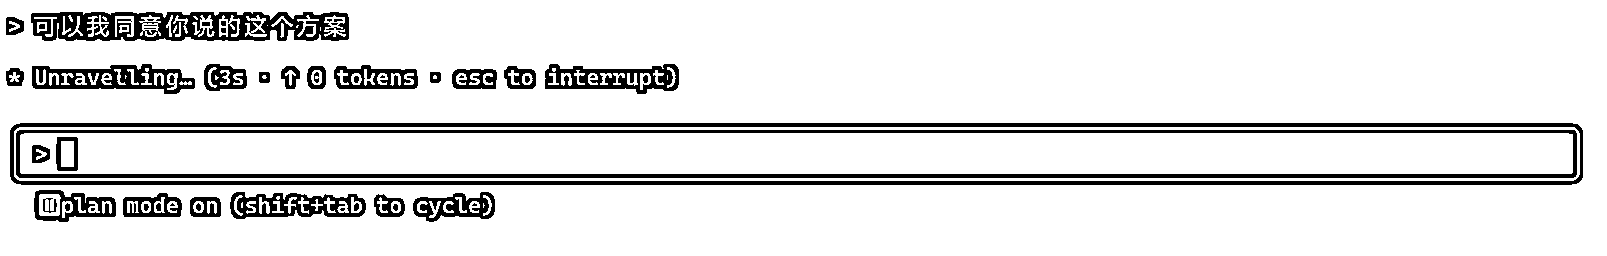 > 可以我同意你说的这个方案
* Unravelling… (3s · ↑ 0 tokens · esc to interrupt)
>
⏸ plan mode on (shift+tab to cycle)